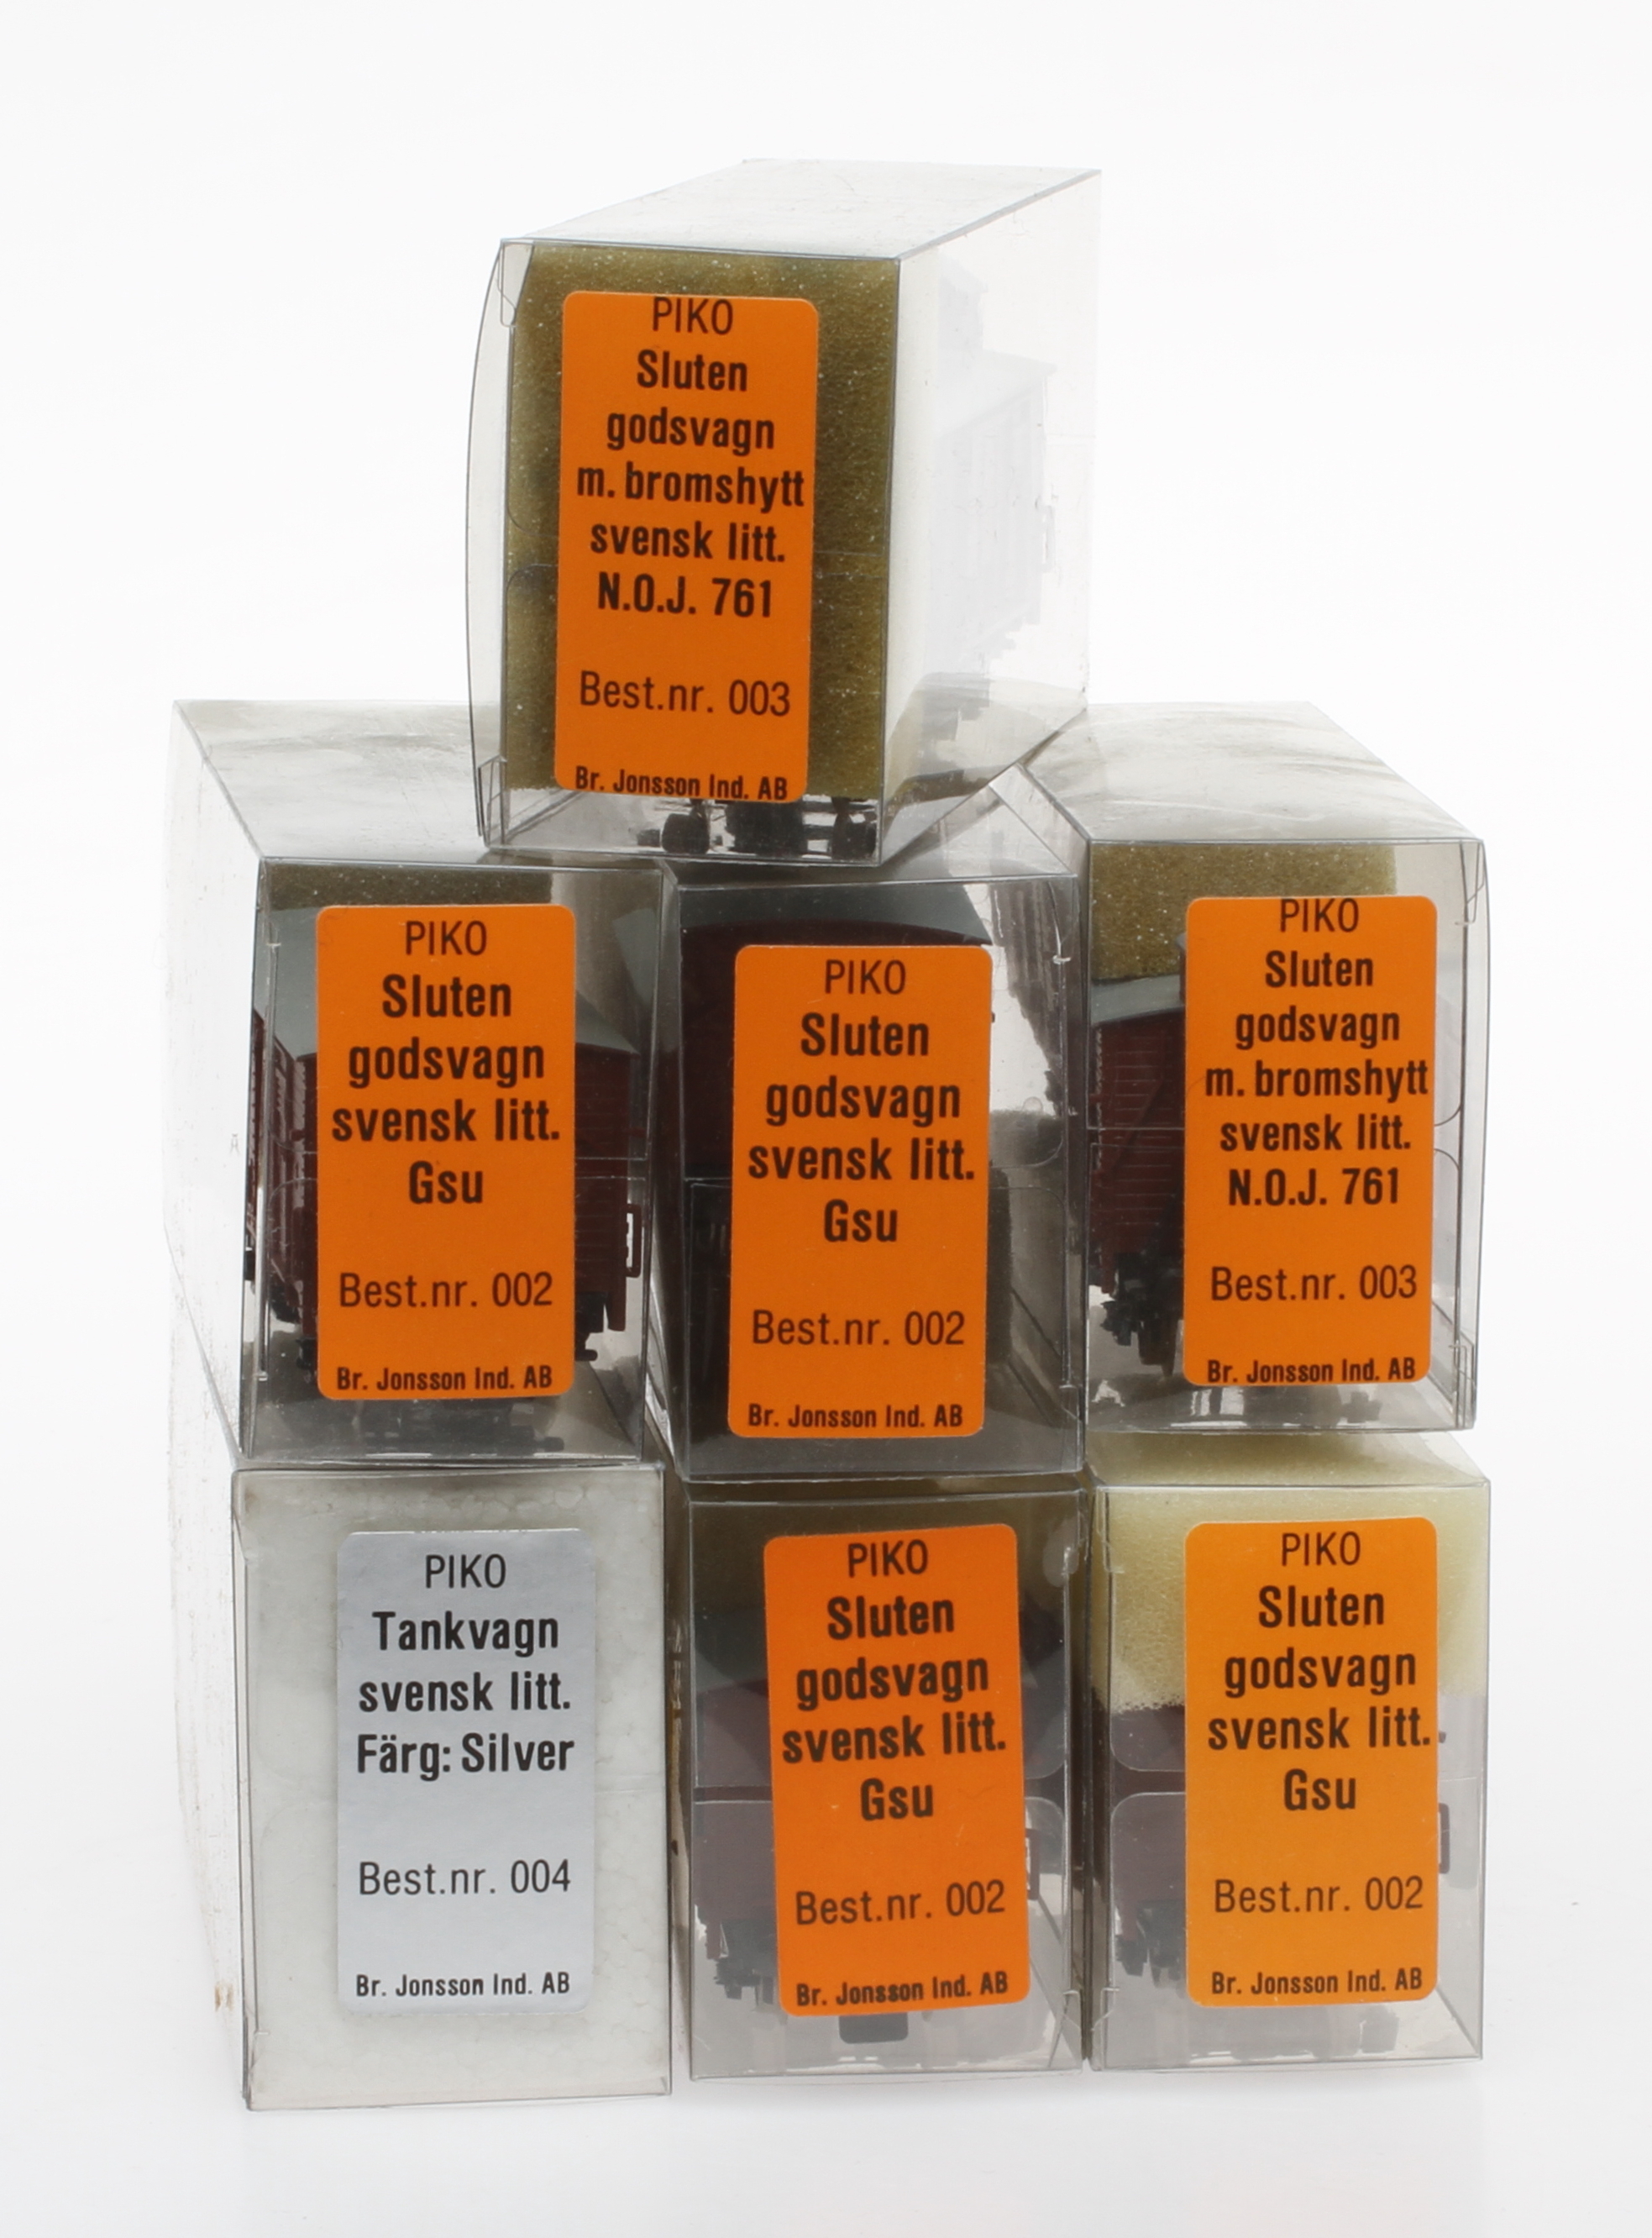 PIKO
Sluten
godsvagn
m. bromshytt
svensk litt.
N.O.J. 761
Best.nr. 003
Br. Jonsson Ind. AB
PIKO
Sluten
godsvagn
svensk litt.
Gsu
Best.nr. 002
Br. Jonsson Ind. AB
PIKO
Sluten
godsvagn
svensk litt.
Gsu
Best.nr. 002
Br. Jonsson Ind. AB
PIKO
Sluten
godsvagn
m. bromshytt
svensk litt.
N.O.J. 761
Best.nr. 003
Br. Jonsson Ind. AB
PIKO
Tankvagn
svensk litt.
Färg: Silver
Best.nr. 004
Br. Jonsson Ind. AB
PIKO
Sluten
godsvagn
svensk litt.
Gsu
Best.nr. 002
Br. Jonsson Ind. AB
PIKO
Sluten
godsvagn
svensk litt.
Gsu
Best.nr. 002
Br. Jonsson Ind. AB